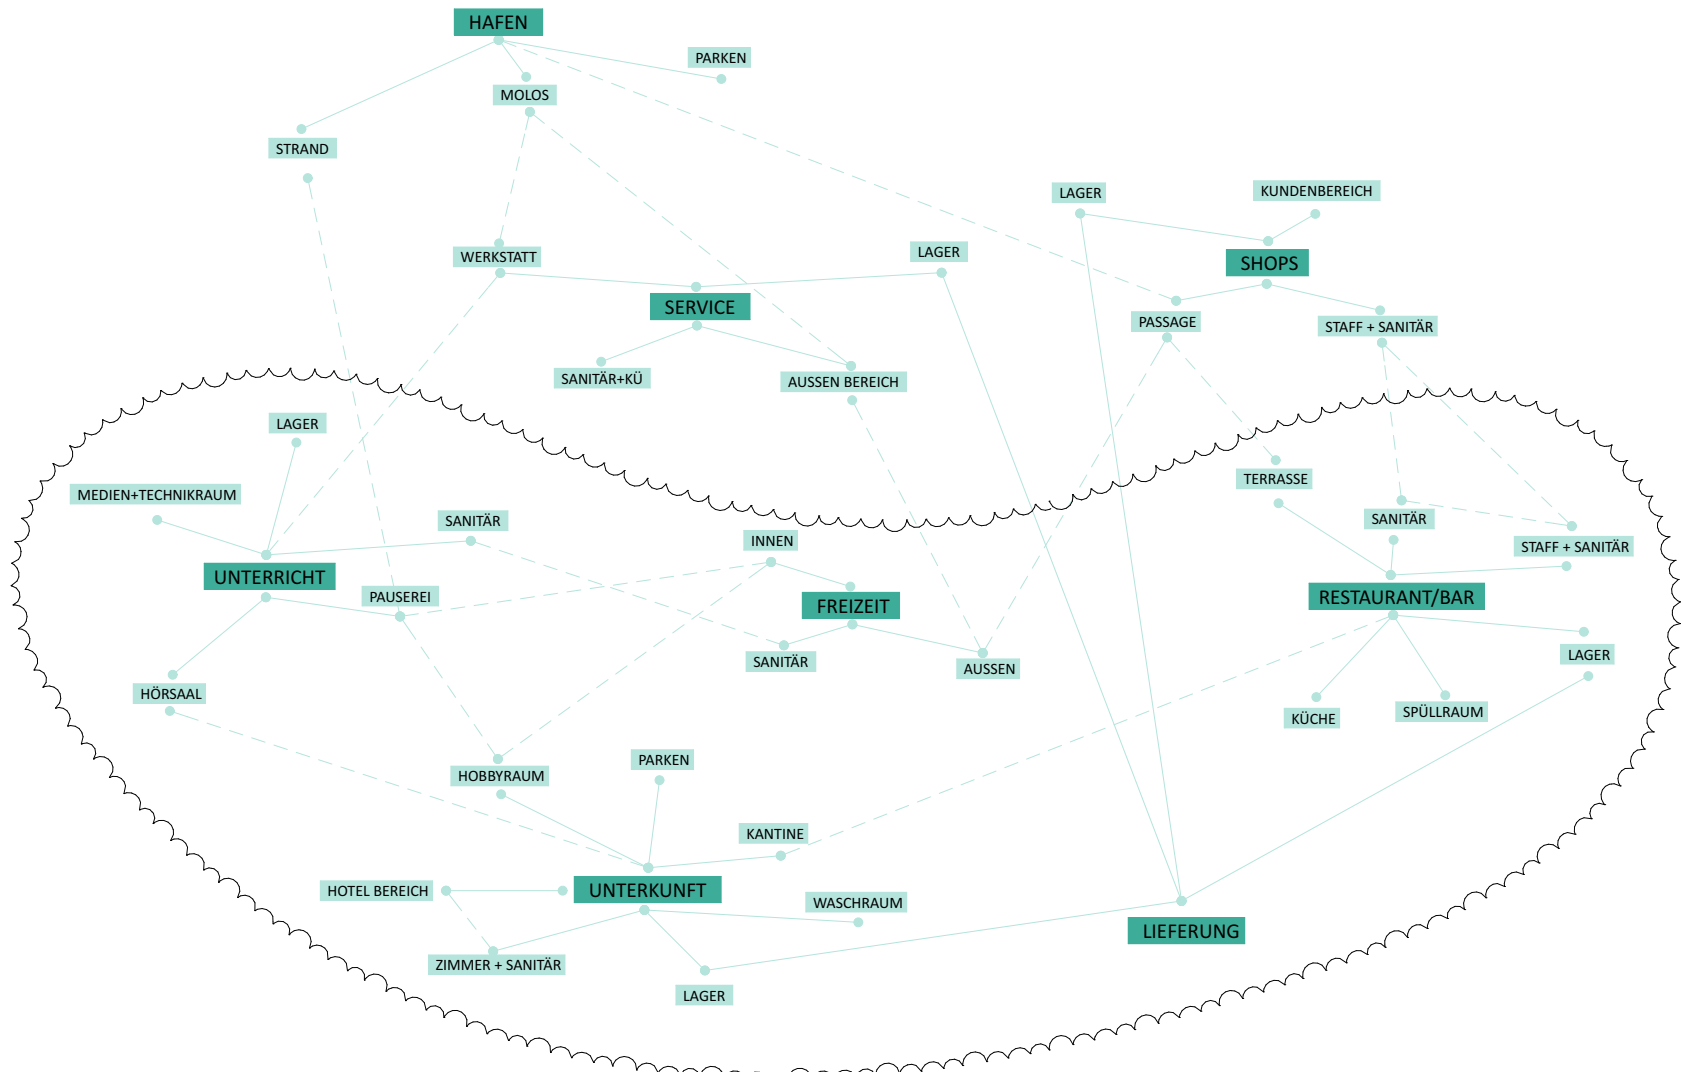 HAFEN
PARKEN
MOLOS
STRAND
LAGER
KUNDENBEREICH
WERKSTATT
LAGER
SHOPS
SERVICE
PASSAGE
STAFF + SANITÄR
SANITÄR+KÜ
AUSSEN BEREICH
LAGER
MEDIEN+TECHNIKRAUM
SANITÄR
TERRASSE
SANITÄR
INNEN
STAFF + SANITÄR
UNTERRICHT
PAUSEREI
FREIZEIT
RESTAURANT/BAR
SANITÄR
AUSSEN
LAGER
HÖRSAAL
KÜCHE
SPÜLLRAUM
HOBBYRAUM
PARKEN
KANTINE
HOTEL BEREICH
UNTERKUNFT
WASCHRAUM
LIEFERUNG
ZIMMER + SANITÄR
LAGER